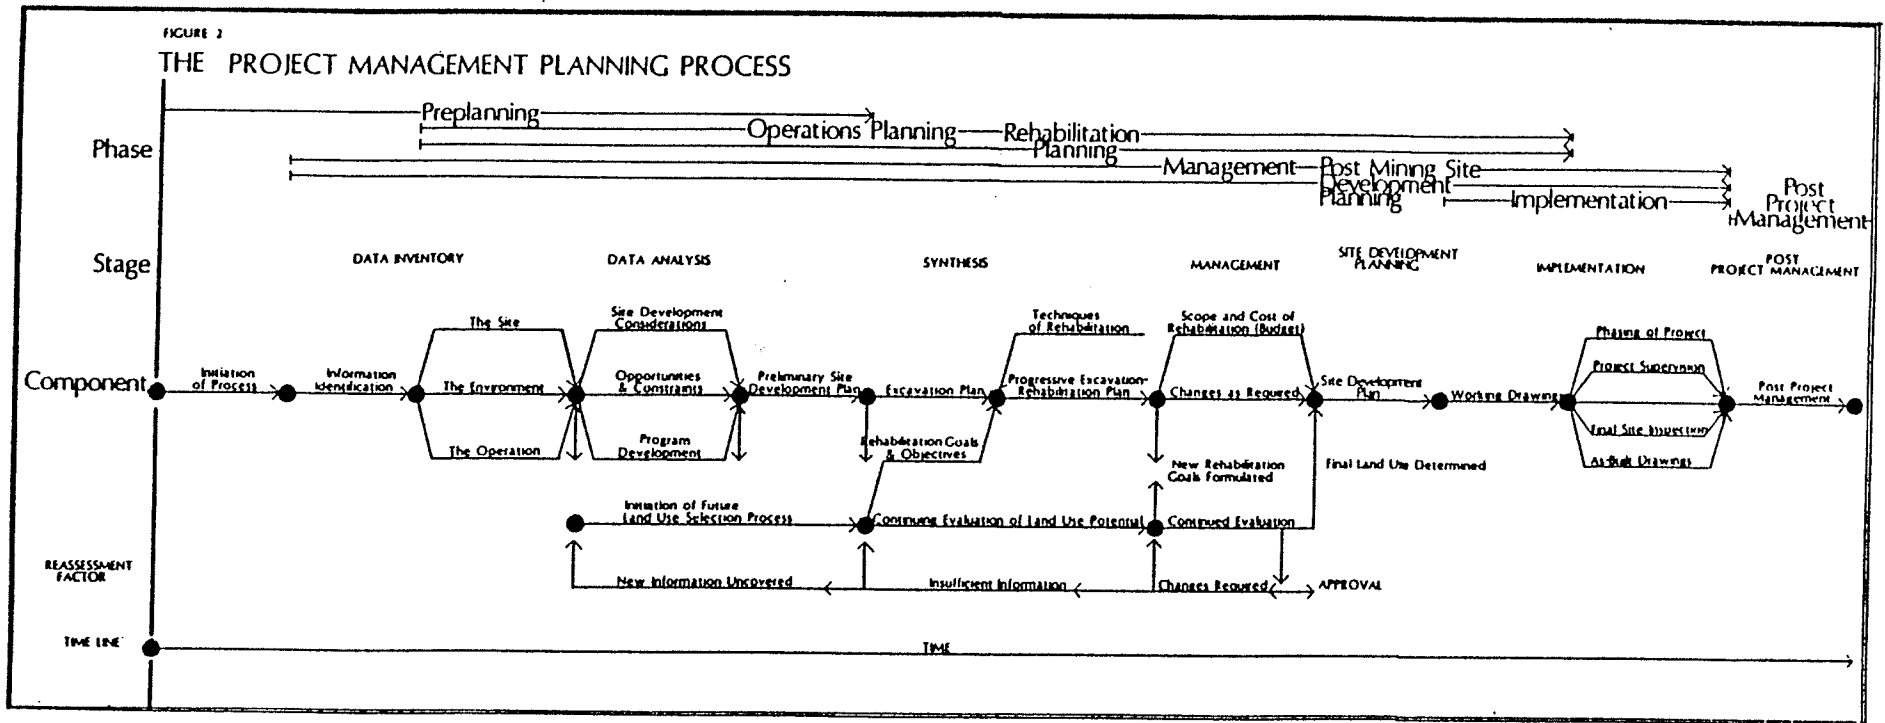 FIGURE 2
THE PROJECT MANAGEMENT PLANNING PROCESS
Phase
Preplanning
Operations Planning
Rehabilitation
Planning
Management
Post Mining Site
Development
Planning
Implementation
Post
Project
Management
Stage
DATA INVENTORY
DATA ANALYSIS
SYNTHESIS
MANAGEMENT
SITE DEVELOPMENT
PLANNING
IMPLEMENTATION
POST
PROJECT MANAGEMENT
Component
Initiation
of Process
Information
Identification
The Site
The Environment
The Operation
Site Development
Considerations
Opportunities
& Constraints
Program
Development
Preliminary Site
Development Plan
Excavation Plan
Rehabilitation Goals
& Objectives
Techniques
of Rehabilitation
Progressive Excavation-
Rehabilitation Plan
Scope and Cost of
Rehabilitation (Budget)
Changes as Required
New Rehabilitation
Goals Formulated
Site Development
Plan
Final Land Use Determined
Working Drawings
Phasing of Project
Project Supervision
Final Site Inspection
As-Built Drawings
Post Project
Management
Initiation of Future
Land Use Selection Process
Continuing Evaluation of Land Use Potential
Continued Evaluation
REASSESSMENT
FACTOR
New Information Uncovered
Insufficient Information
Changes Required
APPROVAL
TIME LINE
TIME